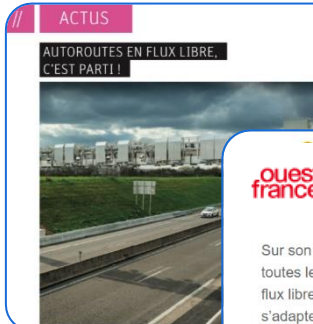 // ACTUS
AUTOROUTES EN FLUX LIBRE,
C'EST PARTI !
ouest
france
Sur son
toutes le
flux libre
s'adapte